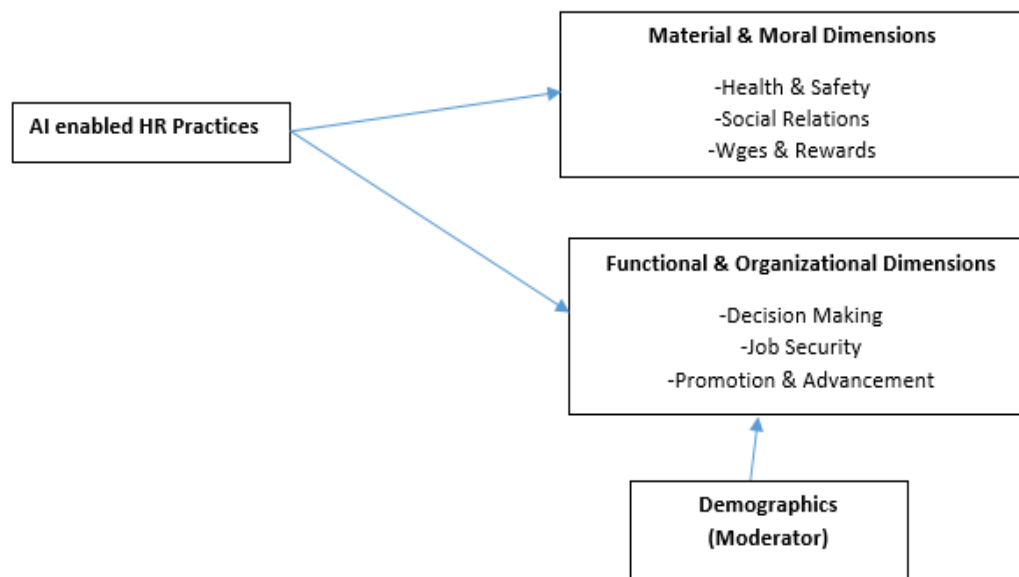 Material & Moral Dimensions
-Health & Safety
-Social Relations
-Wges & Rewards
AI enabled HR Practices
Functional & Organizational Dimensions
-Decision Making
-Job Security
-Promotion & Advancement
Demographics
(Moderator)